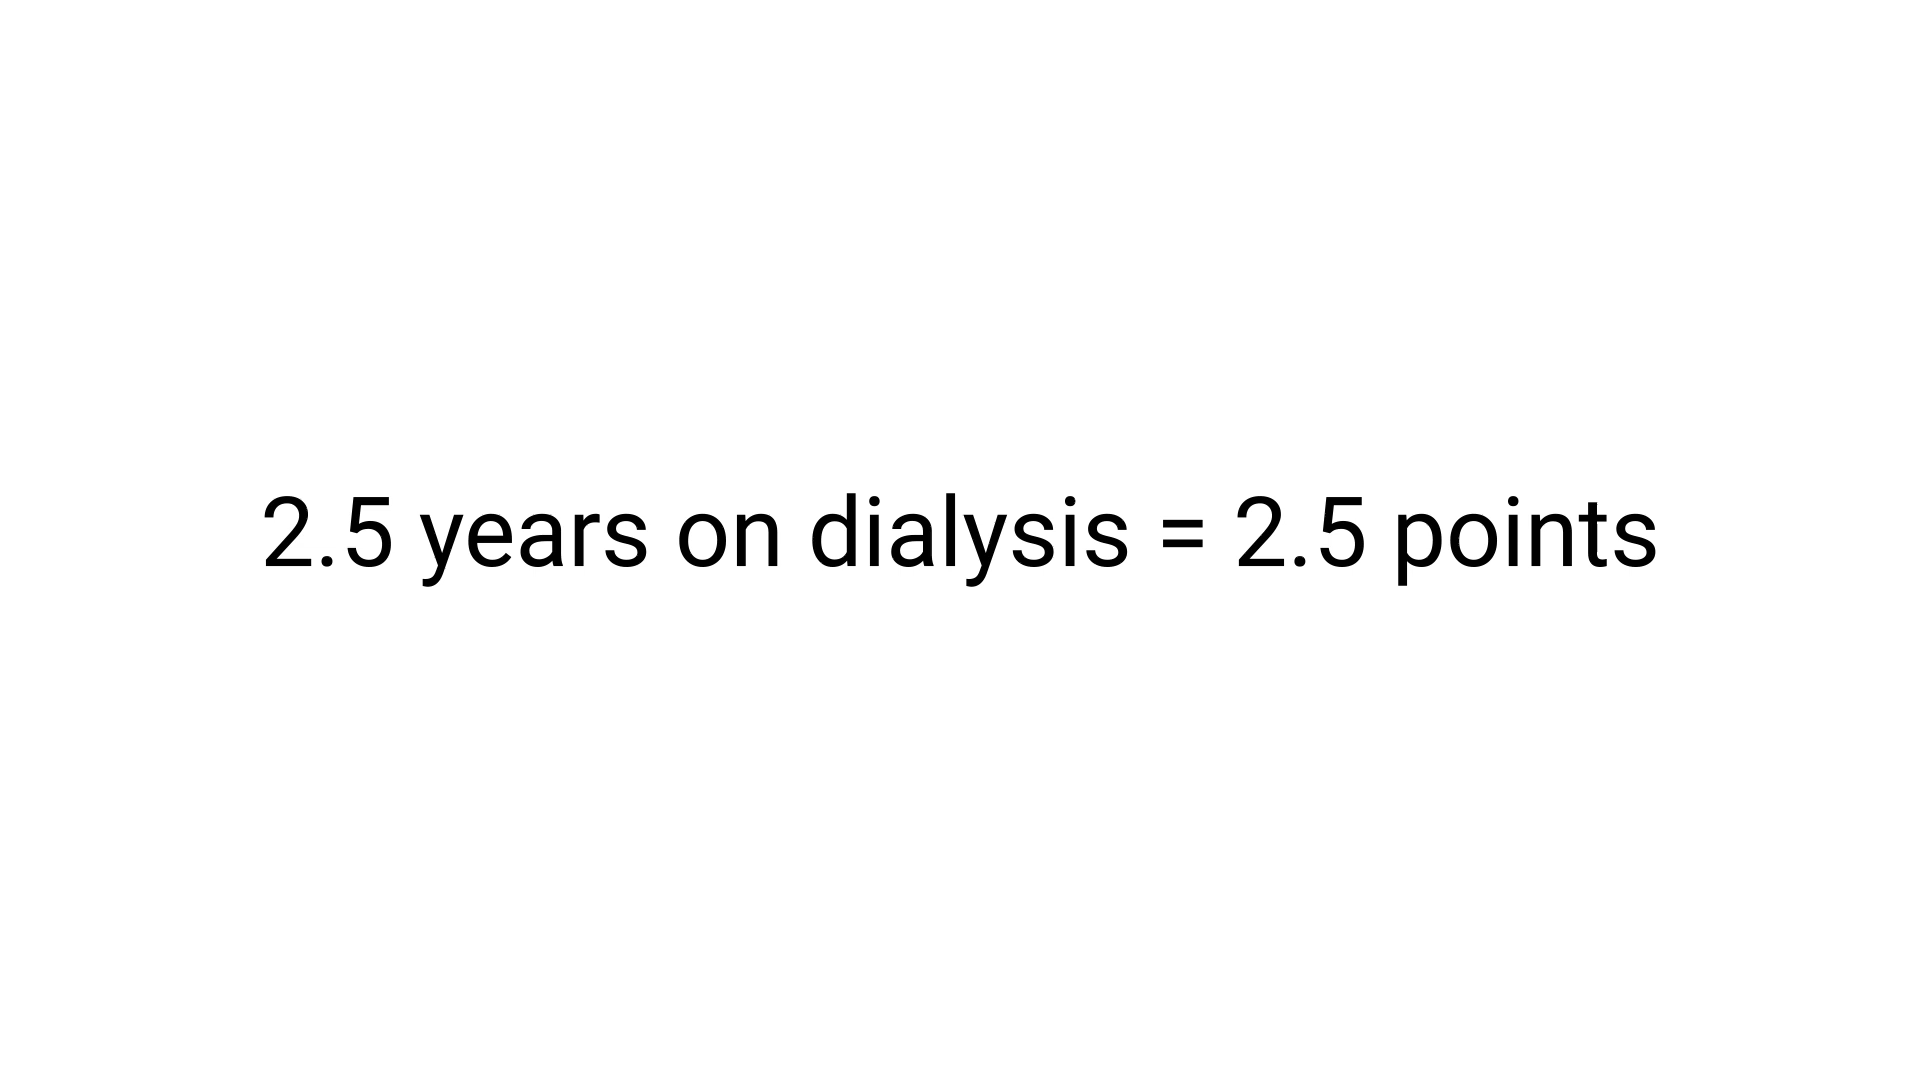 2.5 years on dialysis = 2.5 points